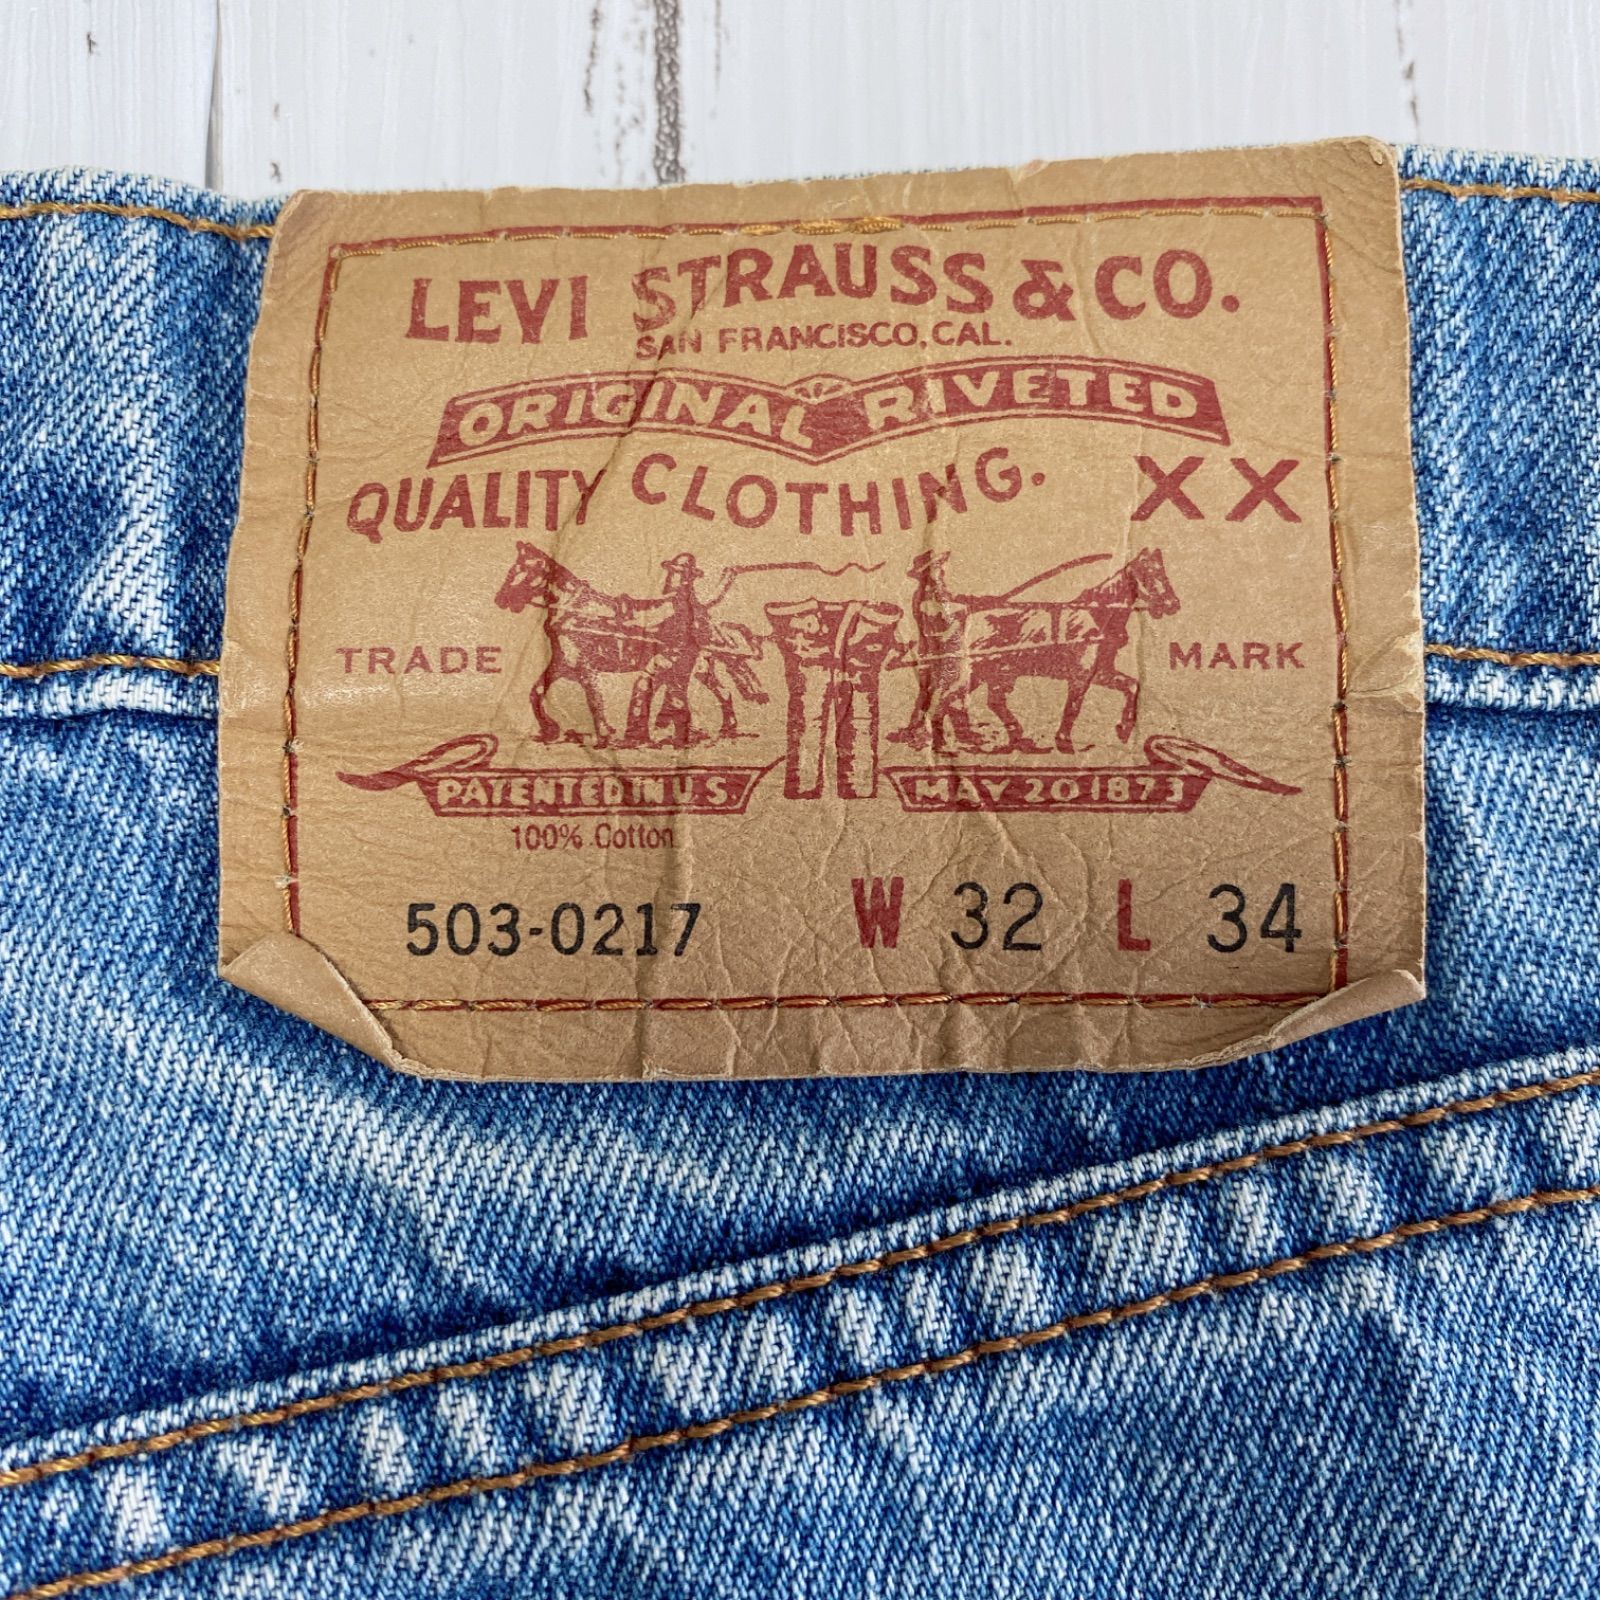 LEVI STRAUSS & CO.
SAN FRANCISCO, CAL.
ORIGINAL RIVETED
QUALITY CLOTHING. XX
TRADE MARK
PATENTED IN U.S. MAY 20 1873
100% Cotton
503-0217 W 32 L 34